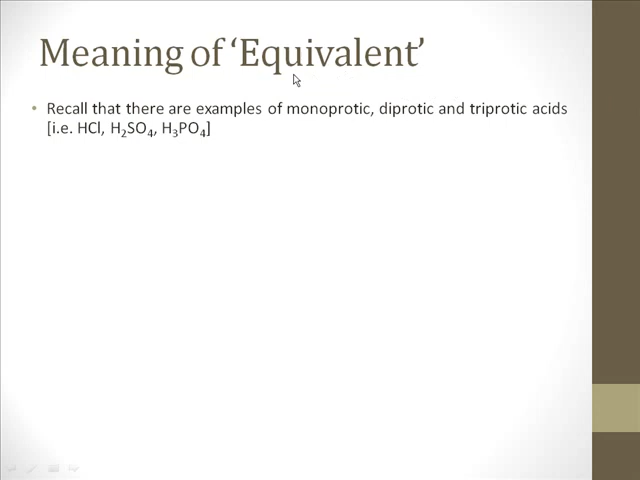 Meaning of ‘Equivalent’
• Recall that there are examples of monoprotic, diprotic and triprotic acids
[i.e. HCl, H₂SO₄, H₃PO₄]